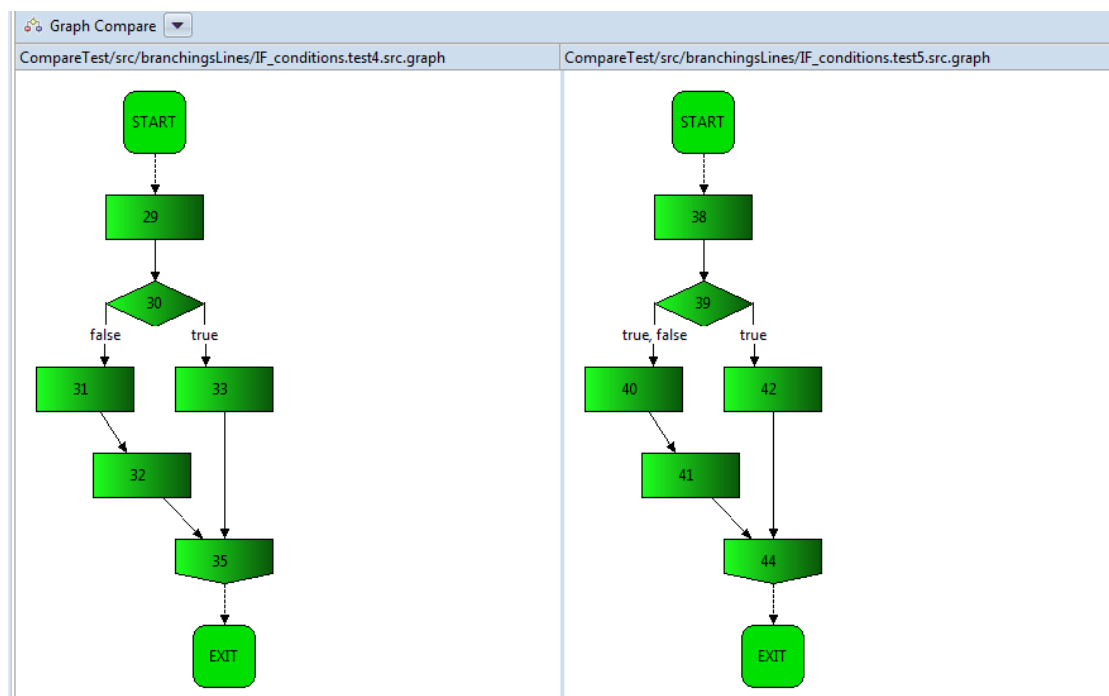 Graph Compare
CompareTest/src/branchingsLines/IF_conditions.test4.src.graph
START
29
30
false
true
31
33
32
35
EXIT
CompareTest/src/branchingsLines/IF_conditions.test5.src.graph
START
38
39
true, false
true
40
42
41
44
EXIT